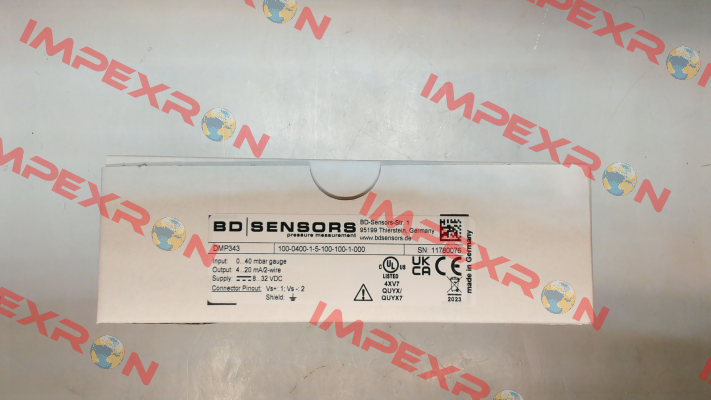 BD|SENSORS
pressure measurement
BD-Sensors-Str. 1
95199 Thierstein, Germany
www.bdsensors.de
DMP343 100-0400-1-5-100-100-1-000 SN: 11780076
Input: 0...40 mbar gauge
Output: 4...20 mA/2-wire
Supply: 8...32 VDC
Connector Pinout: Vs+: 1; Vs-: 2
Shield:
C UL US
LISTED
4XV7
QUYX/
QUYX7
UK
CA
CE
2023
made in Germany
IMPEXRON
IMPEXRON
IMPEXRON
IMPEXRON
IMPEXRON